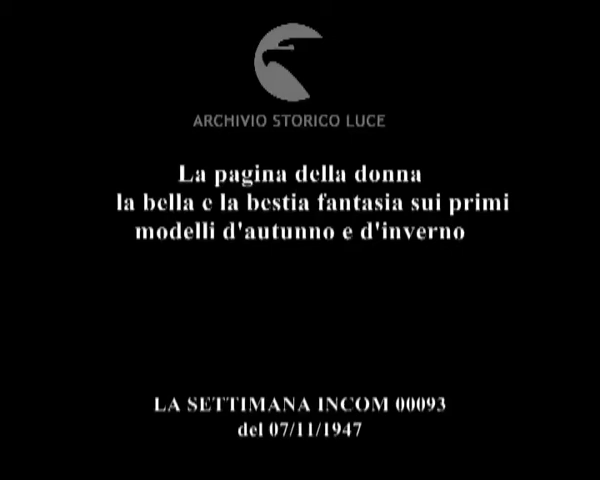 ARCHIVIO STORICO LUCE
La pagina della donna
la bella e la bestia fantasia sui primi
modelli d'autunno e d'inverno
LA SETTIMANA INCOM 00093
del 07/11/1947